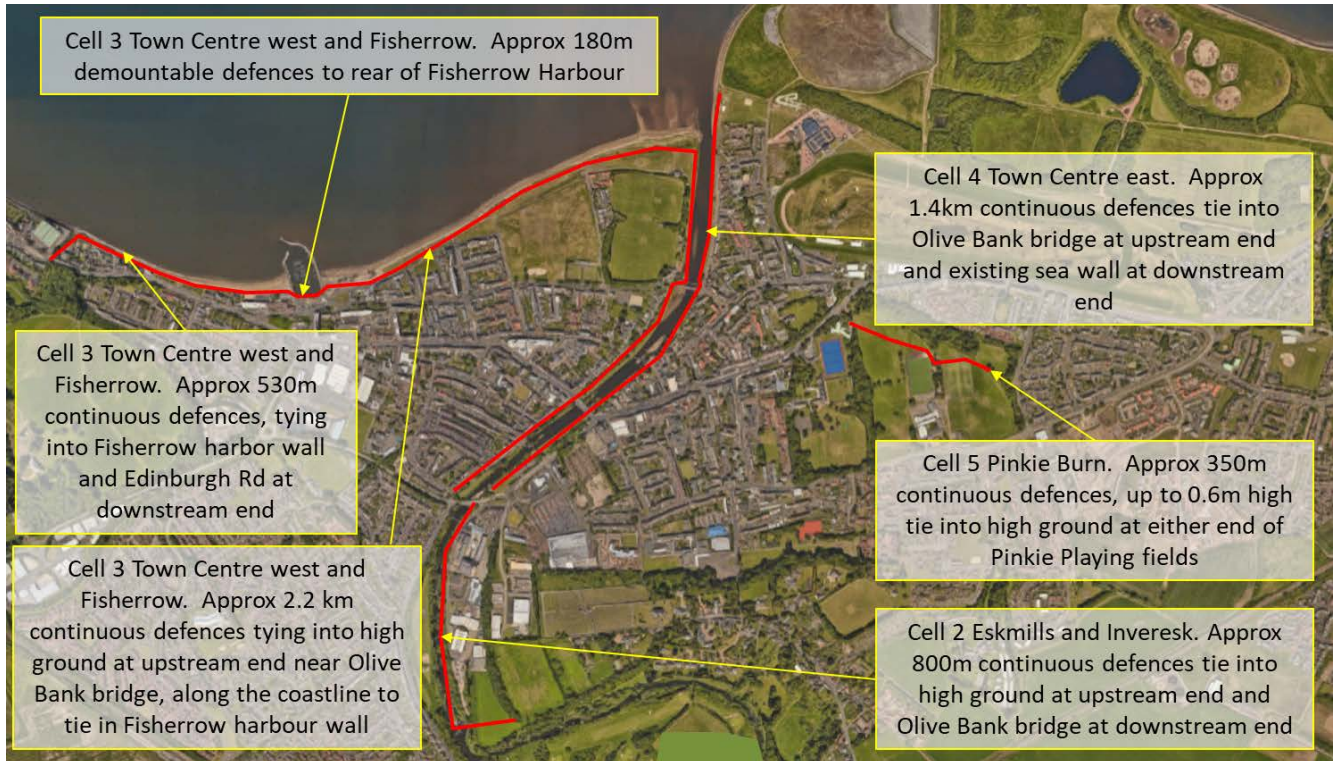 Cell 3 Town Centre west and Fisherrow.  Approx 180m
demountable defences to rear of Fisherrow Harbour
Cell 4 Town Centre east.  Approx
1.4km continuous defences tie into
Olive Bank bridge at upstream end
and existing sea wall at downstream
end
Cell 3 Town Centre west and
Fisherrow.  Approx 530m
continuous defences, tying
into Fisherrow harbor wall
and Edinburgh Rd at
downstream end
Cell 5 Pinkie Burn.  Approx 350m
continuous defences, up to 0.6m high
tie into high ground at either end of
Pinkie Playing fields
Cell 3 Town Centre west and
Fisherrow.  Approx 2.2 km
continuous defences tying into high
ground at upstream end near Olive
Bank bridge, along the coastline to
tie in Fisherrow harbour wall
Cell 2 Eskmills and Inveresk. Approx
800m continuous defences tie into
high ground at upstream end and
Olive Bank bridge at downstream end